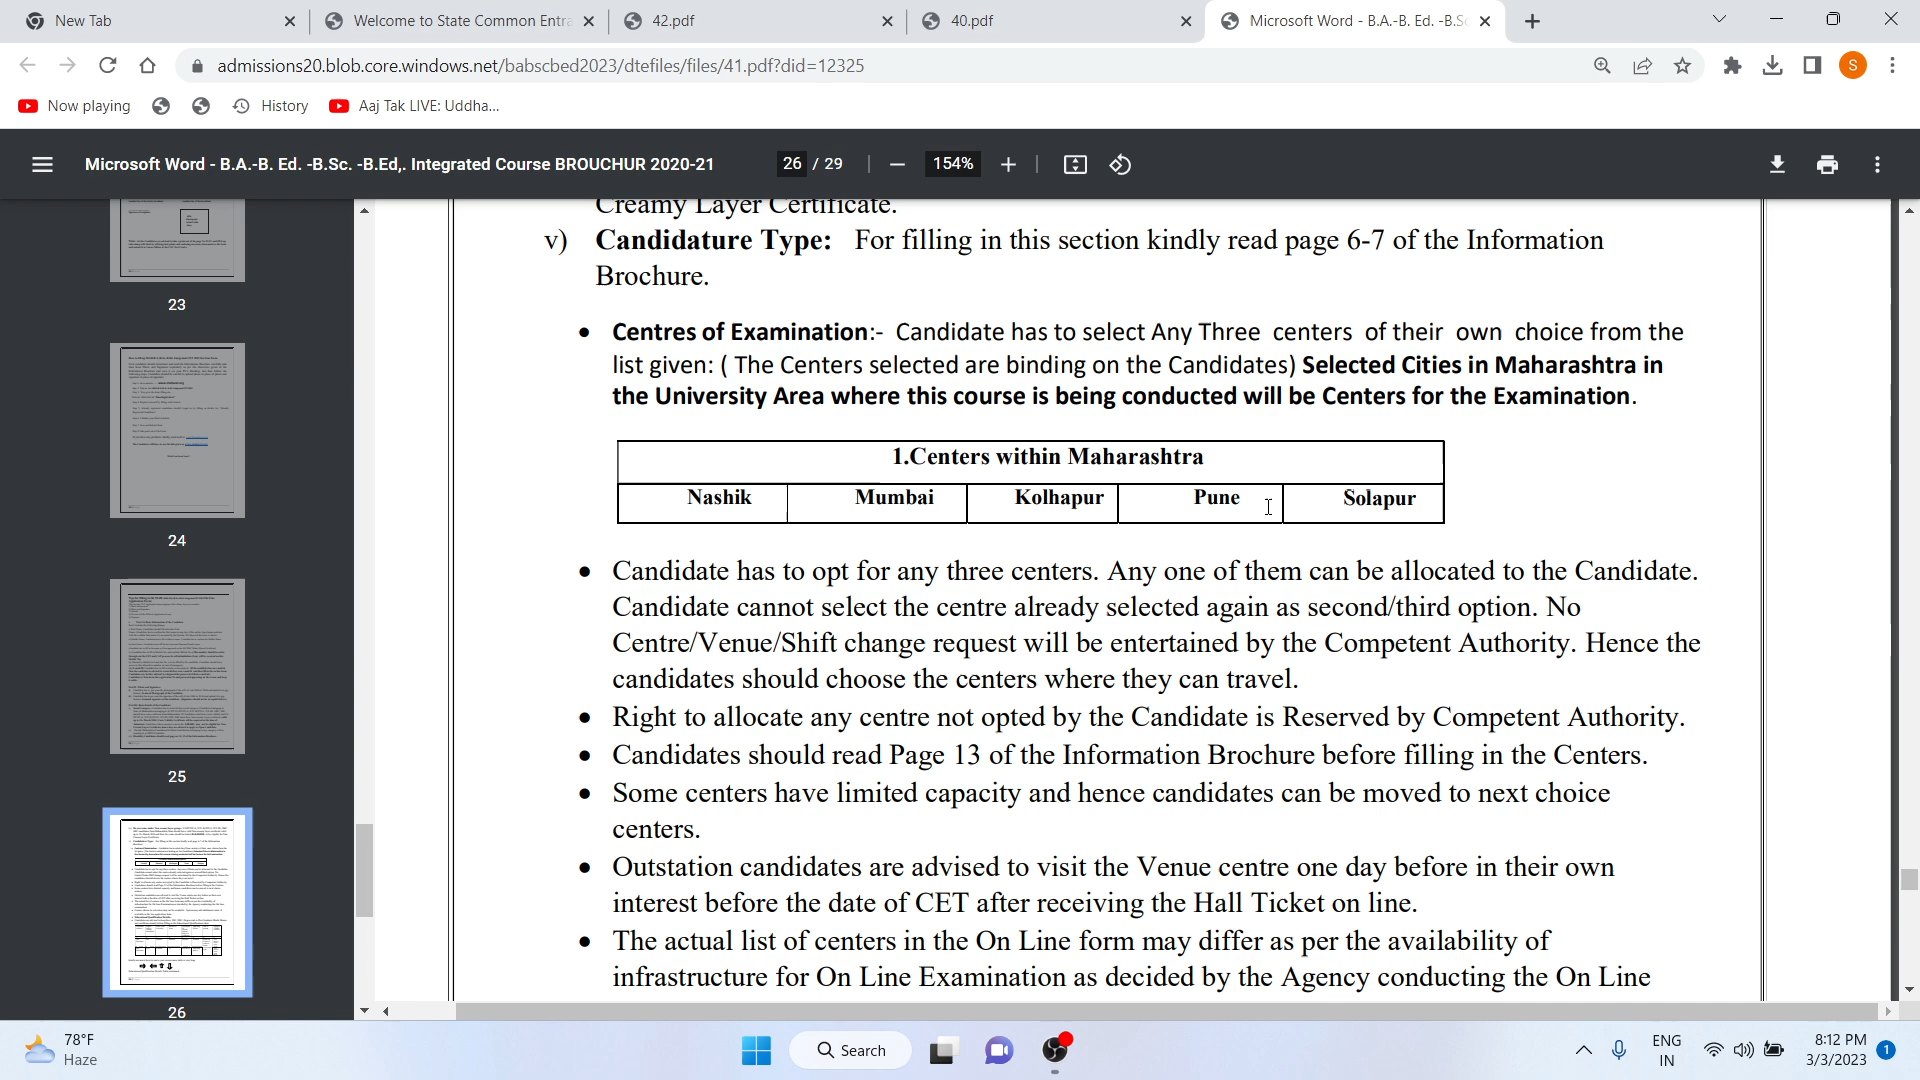 New Tab
Welcome to State Common Entra
42.pdf
40.pdf
Microsoft Word - B.A.-B. Ed. -B.Sc
admissions20.blob.core.windows.net/babscbed2023/dtefiles/files/41.pdf?did=12325
S
Now playing
History
Aaj Tak LIVE: Uddha...
Microsoft Word - B.A.-B. Ed. -B.Sc. -B.Ed,. Integrated Course BROUCHUR 2020-21
26 / 29
154%
23
24
25
26
Creamy Layer Certificate.
v) Candidature Type: For filling in this section kindly read page 6-7 of the Information
Brochure.
• Centres of Examination:- Candidate has to select Any Three centers of their own choice from the
list given: ( The Centers selected are binding on the Candidates) Selected Cities in Maharashtra in
the University Area where this course is being conducted will be Centers for the Examination.
1.Centers within Maharashtra
Nashik Mumbai Kolhapur Pune Solapur
• Candidate has to opt for any three centers. Any one of them can be allocated to the Candidate.
Candidate cannot select the centre already selected again as second/third option. No
Centre/Venue/Shift change request will be entertained by the Competent Authority. Hence the
candidates should choose the centers where they can travel.
• Right to allocate any centre not opted by the Candidate is Reserved by Competent Authority.
• Candidates should read Page 13 of the Information Brochure before filling in the Centers.
• Some centers have limited capacity and hence candidates can be moved to next choice
centers.
• Outstation candidates are advised to visit the Venue centre one day before in their own
interest before the date of CET after receiving the Hall Ticket on line.
• The actual list of centers in the On Line form may differ as per the availability of
infrastructure for On Line Examination as decided by the Agency conducting the On Line
78°F
Haze
Search
ENG
IN
8:12 PM
3/3/2023
1